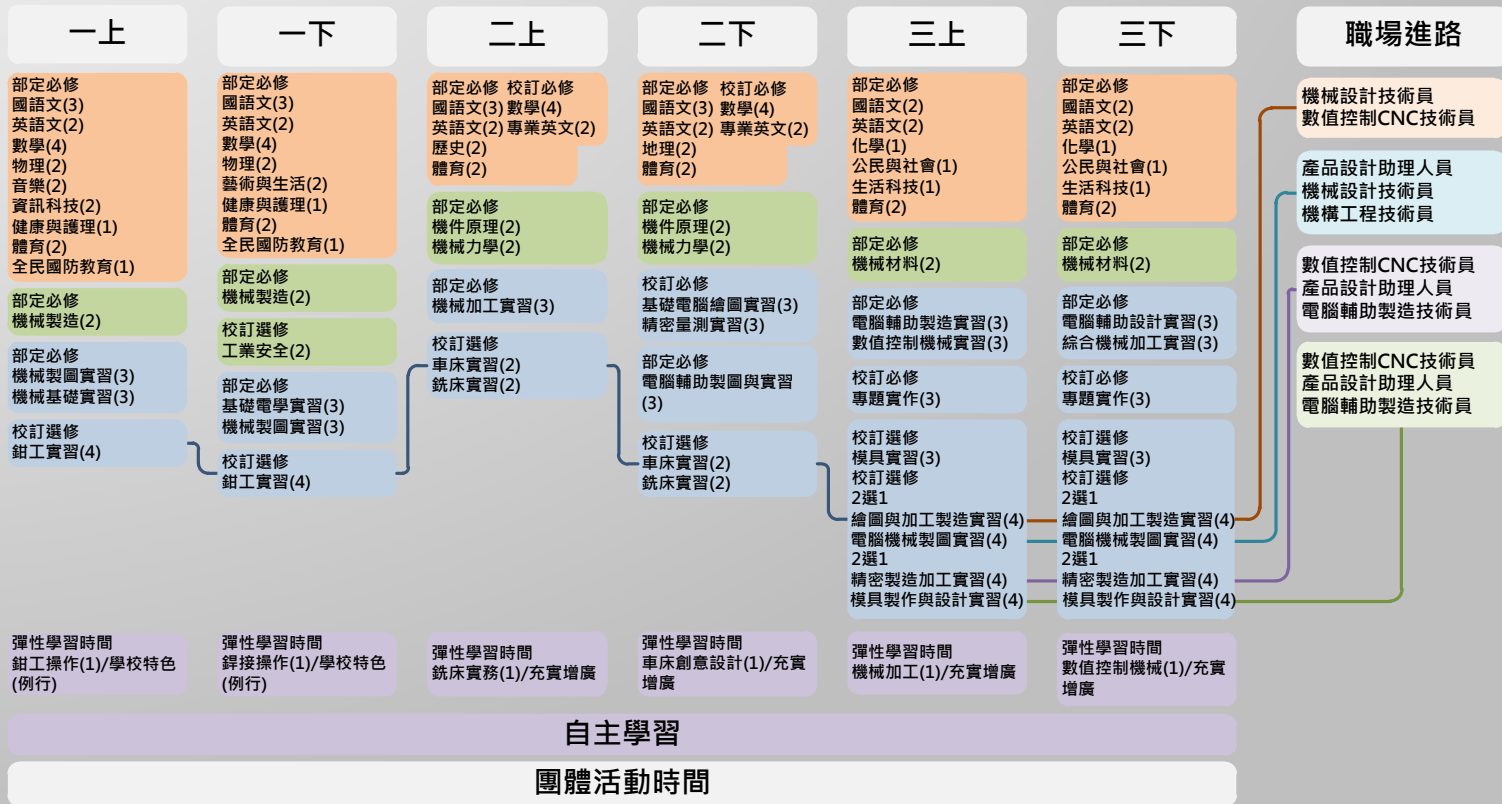 一上
部定必修
國語文(3)
英語文(2)
數學(4)
物理(2)
音樂(2)
資訊科技(2)
健康與護理(1)
體育(2)
全民國防教育(1)
部定必修
機械製造(2)
部定必修
機械製圖實習(3)
機械基礎實習(3)
校訂選修
鉗工實習(4)
彈性學習時間
鉗工操作(1)/學校特色
(例行)
一下
部定必修
國語文(3)
英語文(2)
數學(4)
物理(2)
藝術與生活(2)
健康與護理(1)
體育(2)
全民國防教育(1)
部定必修
機械製造(2)
校訂選修
工業安全(2)
部定必修
基礎電學實習(3)
機械製圖實習(3)
校訂選修
鉗工實習(4)
彈性學習時間
銲接操作(1)/學校特色
(例行)
二上
部定必修 校訂必修
國語文(3) 數學(4)
英語文(2) 專業英文(2)
歷史(2)
體育(2)
部定必修
機件原理(2)
機械力學(2)
部定必修
機械加工實習(3)
校訂選修
車床實習(2)
銑床實習(2)
彈性學習時間
銑床實務(1)/充實增廣
二下
部定必修 校訂必修
國語文(3) 數學(4)
英語文(2) 專業英文(2)
地理(2)
體育(2)
部定必修
機件原理(2)
機械力學(2)
校訂必修
基礎電腦繪圖實習(3)
精密量測實習(3)
部定必修
電腦輔助製圖與實習
(3)
校訂選修
車床實習(2)
銑床實習(2)
彈性學習時間
車床創意設計(1)/充實
增廣
三上
部定必修
國語文(2)
英語文(2)
化學(1)
公民與社會(1)
生活科技(1)
體育(2)
部定必修
機械材料(2)
部定必修
電腦輔助製造實習(3)
數值控制機械實習(3)
校訂必修
專題實作(3)
校訂選修
模具實習(3)
校訂選修
2選1
繪圖與加工製造實習(4)
電腦機械製圖實習(4)
2選1
精密製造加工實習(4)
模具製作與設計實習(4)
彈性學習時間
機械加工(1)/充實增廣
三下
部定必修
國語文(2)
英語文(2)
化學(1)
公民與社會(1)
生活科技(1)
體育(2)
部定必修
機械材料(2)
部定必修
電腦輔助設計實習(3)
綜合機械加工實習(3)
校訂必修
專題實作(3)
校訂選修
模具實習(3)
校訂選修
2選1
繪圖與加工製造實習(4)
電腦機械製圖實習(4)
2選1
精密製造加工實習(4)
模具製作與設計實習(4)
彈性學習時間
數值控制機械(1)/充實
增廣
職場進路
機械設計技術員
數值控制CNC技術員
產品設計助理人員
機械設計技術員
機構工程技術員
數值控制CNC技術員
產品設計助理人員
電腦輔助製造技術員
數值控制CNC技術員
產品設計助理人員
電腦輔助製造技術員
自主學習
團體活動時間